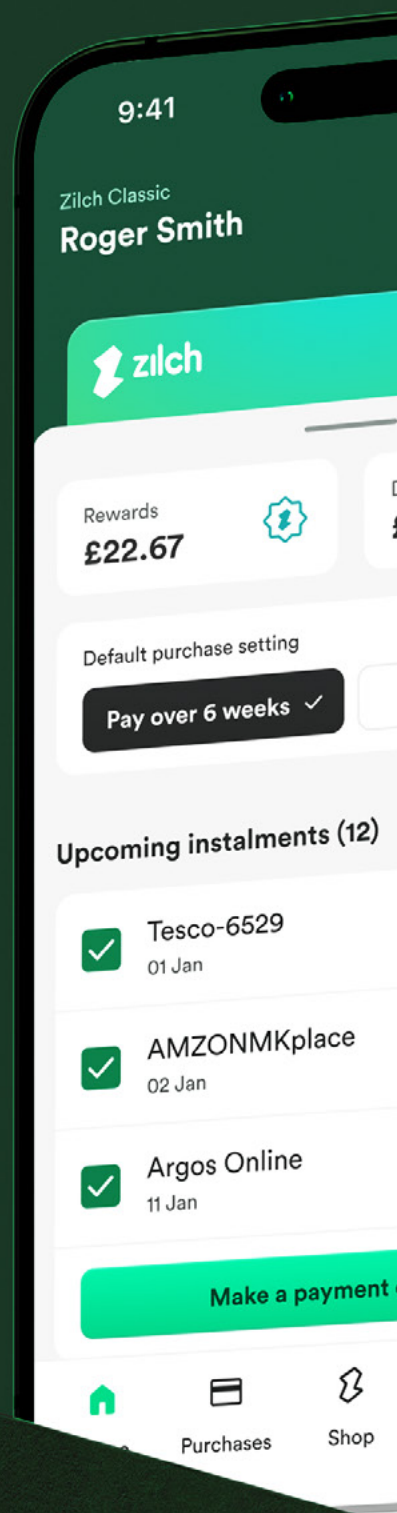 9:41
Zilch Classic
Roger Smith
zilch
Rewards
£22.67
Default purchase setting
Pay over 6 weeks
Upcoming instalments (12)
Tesco-6529
01 Jan
AMZONMKplace
02 Jan
Argos Online
11 Jan
Make a payment
Purchases
Shop